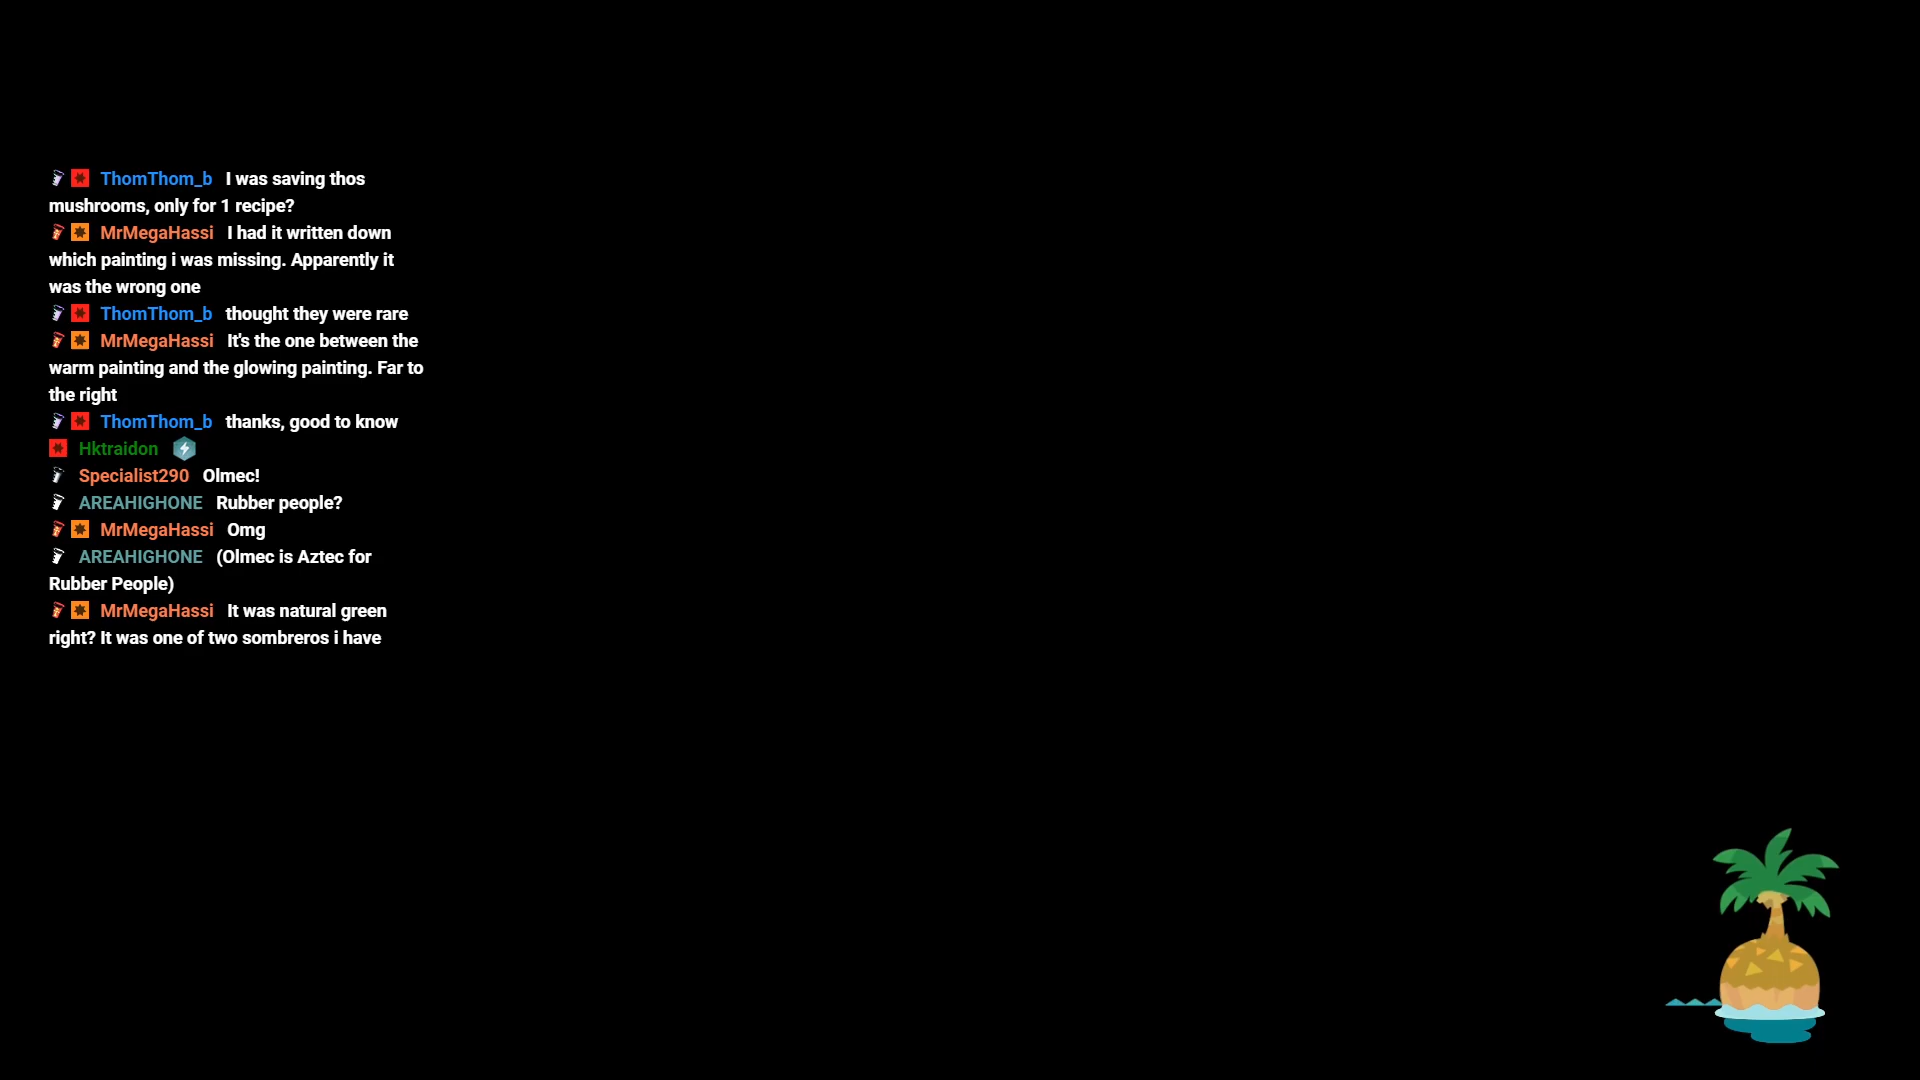 ThomThom_b I was saving thos
mushrooms, only for 1 recipe?
MrMegaHassi I had it written down
which painting i was missing. Apparently it
was the wrong one
ThomThom_b thought they were rare
MrMegaHassi It's the one between the
warm painting and the glowing painting. Far to
the right
ThomThom_b thanks, good to know
Hktraidon
Specialist290 Olmec!
AREAHIGHONE Rubber people?
MrMegaHassi Omg
AREAHIGHONE (Olmec is Aztec for
Rubber People)
MrMegaHassi It was natural green
right? It was one of two sombreros i have